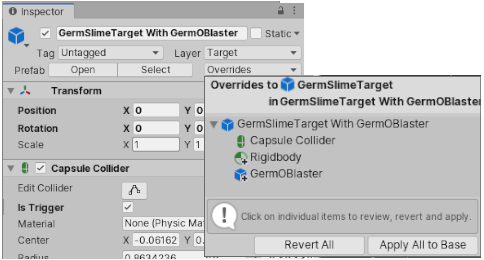 Inspector
GermSlimeTarget With GermOBlaster Static
Tag Untagged Layer Target
Prefab Open Select Overrides
Transform
Position X 0 Y 0
Rotation X 0 Y 0
Scale X 1 Y 1
Capsule Collider
Edit Collider
Is Trigger
Material None (Physic Ma
Center X -0.06162 Y 0.
Radius 0.8634236
Overrides to GermSlimeTarget
in GermSlimeTarget With GermOBlaster
GermSlimeTarget With GermOBlaster
Capsule Collider
Rigidbody
GermOBlaster
Click on individual items to review, revert and apply.
Revert All Apply All to Base